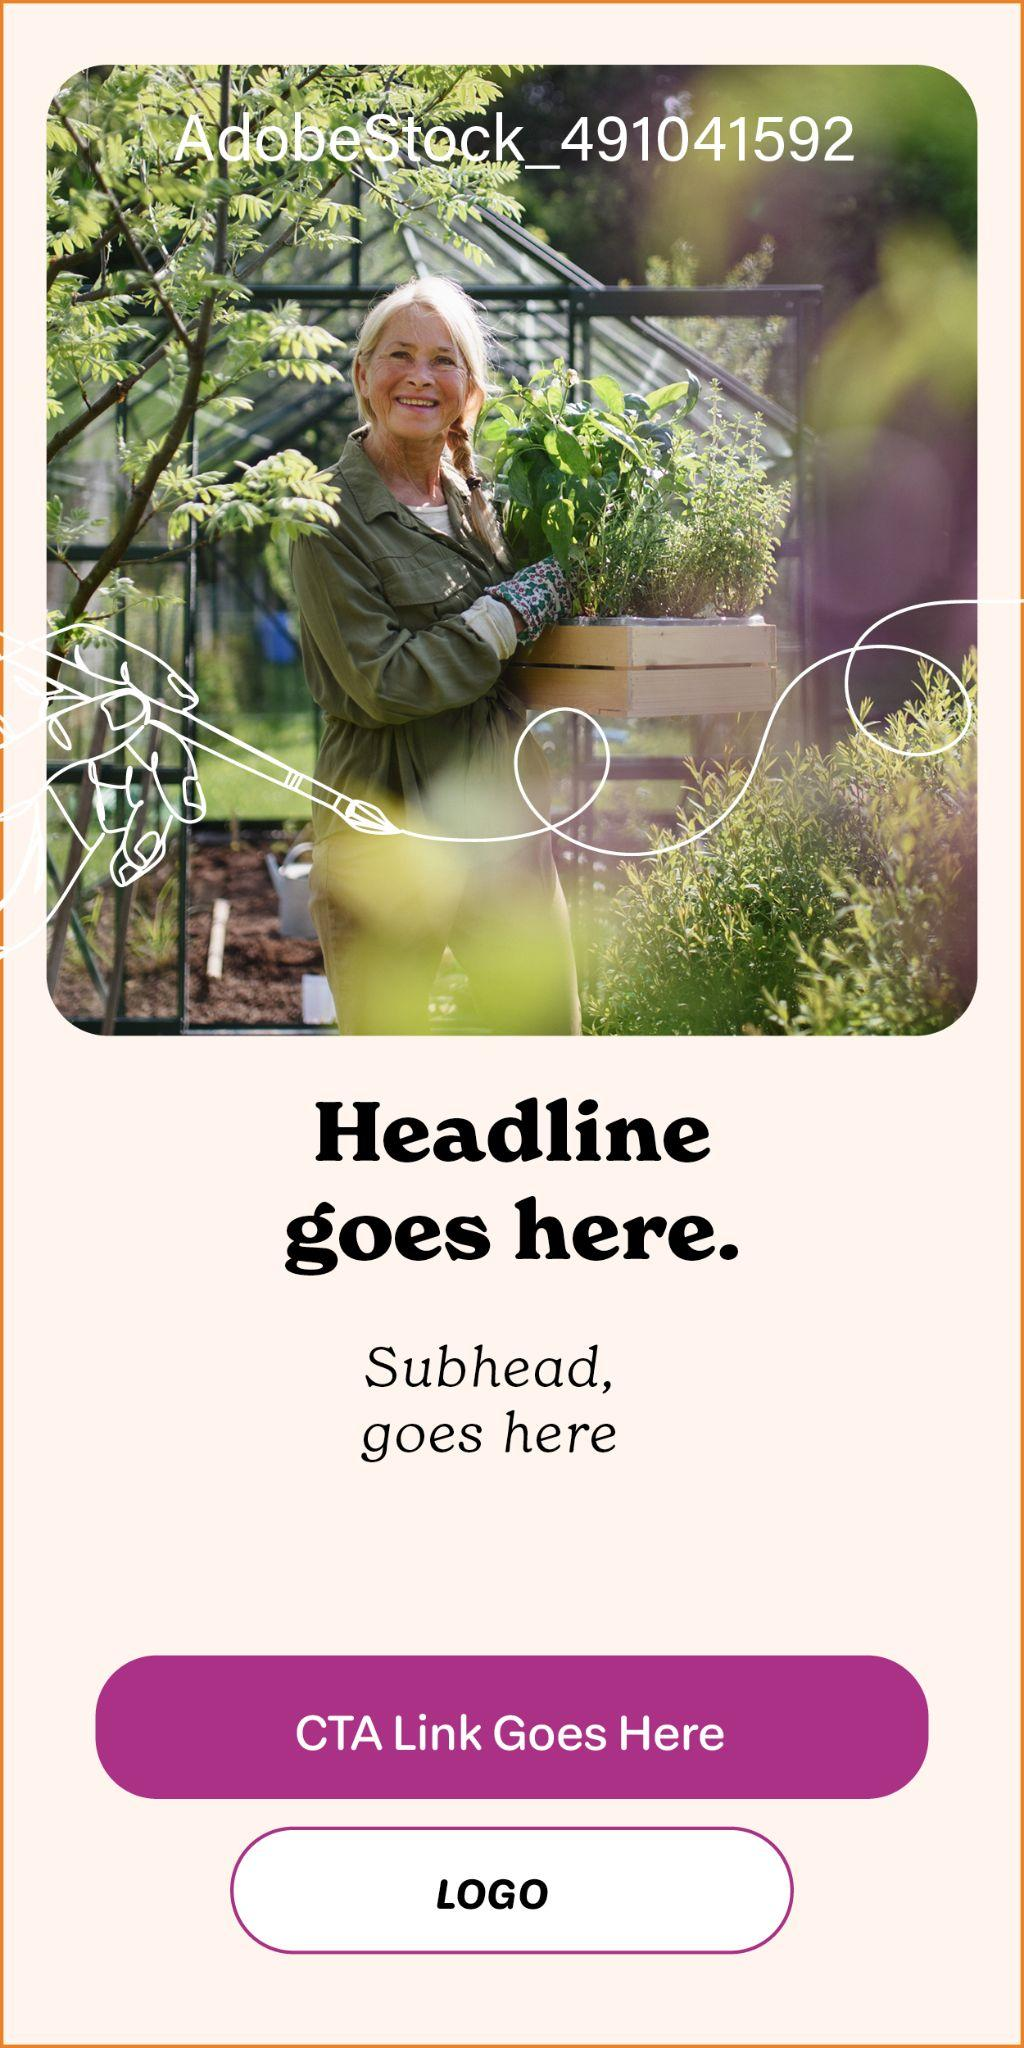 AdobeStock_491041592
Headline
goes here.
Subhead,
goes here
CTA Link Goes Here
LOGO